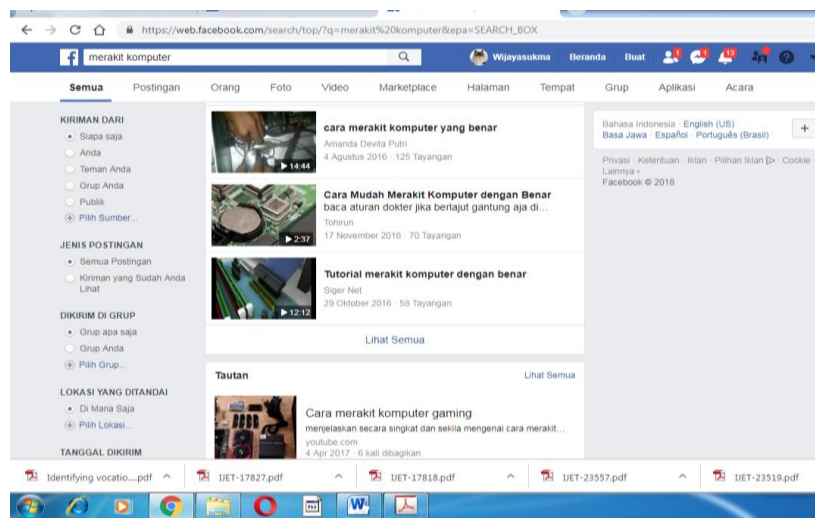 https://web.facebook.com/search/top/?q=merakit%20komputer&epa=SEARCH_BOX
merakit komputer
Wijayasukma Beranda Buat
13
Semua Postingan Orang Foto Video Marketplace Halaman Tempat Grup Aplikasi Acara
KIRIMAN DARI
Siapa saja
Anda
Teman Anda
Grup Anda
Publik
Pilih Sumber...
JENIS POSTINGAN
Semua Postingan
Kiriman yang Sudah Anda
Lihat
DIKIRIM DI GRUP
Grup apa saja
Grup Anda
Pilih Grup...
LOKASI YANG DITANDAI
Di Mana Saja
Pilih Lokasi...
TANGGAL DIKIRIM
14:44
cara merakit komputer yang benar
Amanda Devita Putri
4 Agustus 2016 · 125 Tayangan
2:37
Cara Mudah Merakit Komputer dengan Benar
baca aturan dokter jika berlajut gantung aja di...
Tohirun
17 November 2016 · 70 Tayangan
12:12
Tutorial merakit komputer dengan benar
Siger Net
29 Oktober 2016 · 58 Tayangan
Lihat Semua
Tautan Lihat Semua
Cara merakit komputer gaming
menjelaskan secara singkat dan sekila mengenai cara merakit...
youtube.com
4 Apr 2017 · 6 kali dibagikan
Bahasa Indonesia · English (US) ·
Basa Jawa · Español · Português (Brasil)
Privasi · Ketentuan · Iklan · Pilihan Iklan · Cookie ·
Lainnya
Facebook © 2018
Identifying vocatio....pdf IJET-17827.pdf IJET-17818.pdf IJET-23557.pdf IJET-23519.pdf